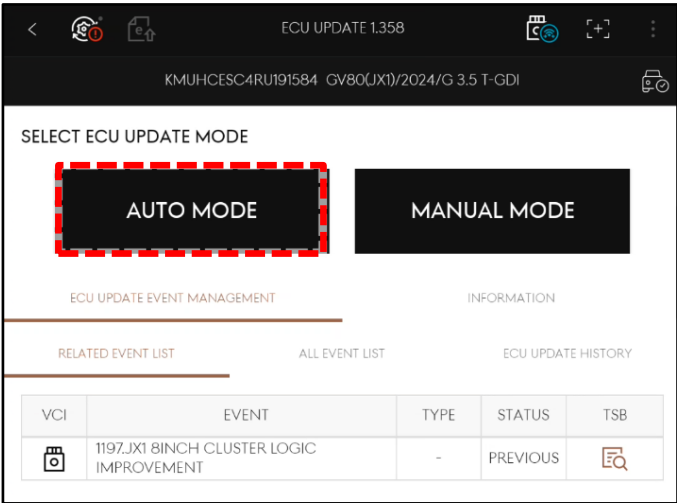 ECU UPDATE 1.358
KMUHCESC4RU191584 GV80(JX1)/2024/G 3.5 T-GDI
SELECT ECU UPDATE MODE
AUTO MODE
MANUAL MODE
ECU UPDATE EVENT MANAGEMENT
INFORMATION
RELATED EVENT LIST
ALL EVENT LIST
ECU UPDATE HISTORY
VCI
EVENT
TYPE
STATUS
TSB
1197.JX1 8INCH CLUSTER LOGIC
IMPROVEMENT
-
PREVIOUS